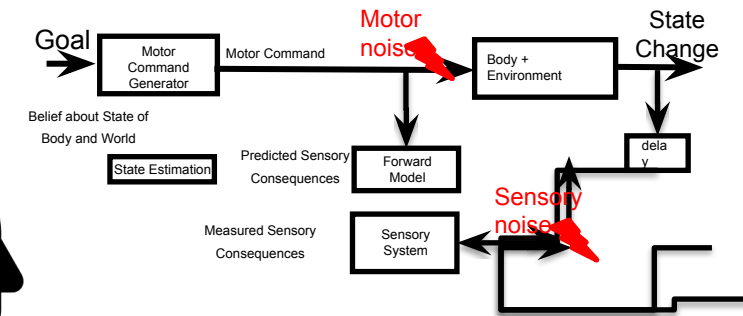 Goal
Motor
Command
Generator
Motor Command
Motor
noise
Body +
Environment
State
Change
Belief about State of
Body and World
State Estimation
Predicted Sensory
Consequences
Forward
Model
dela
y
Sensory
noise
Measured Sensory
Consequences
Sensory
System